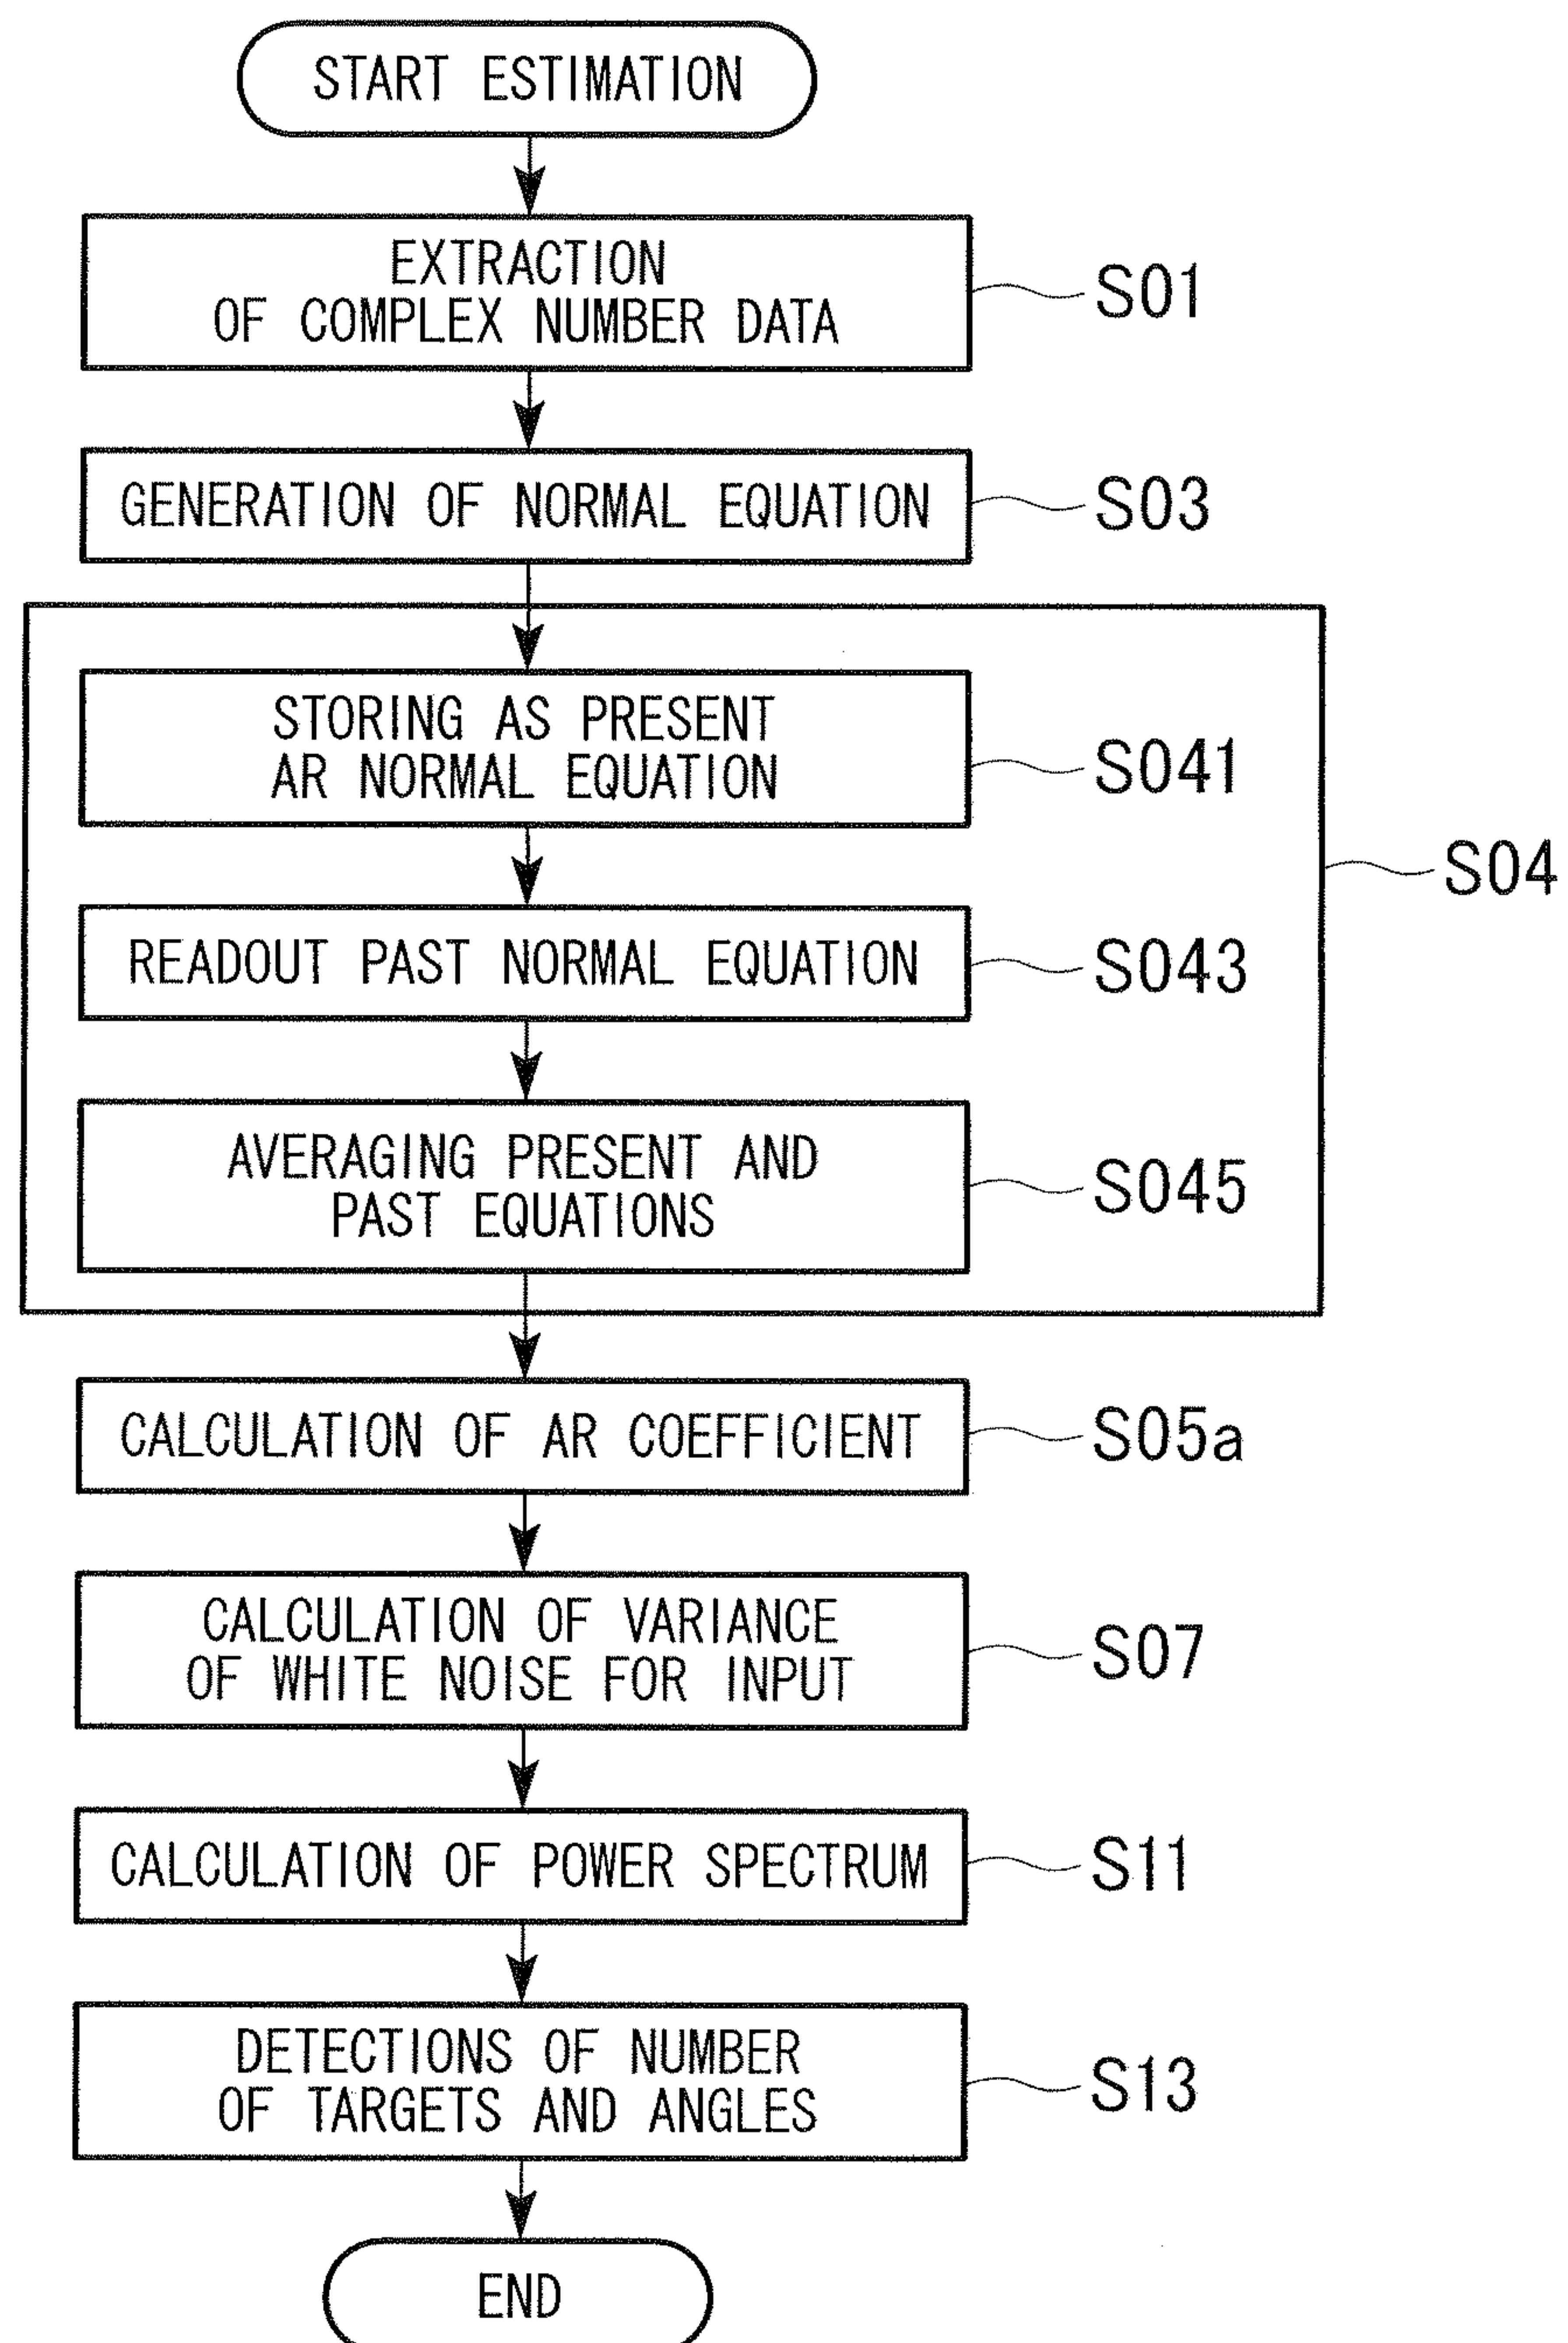 START ESTIMATION
EXTRACTION
OF COMPLEX NUMBER DATA
S01
GENERATION OF NORMAL EQUATION
S03
STORING AS PRESENT
AR NORMAL EQUATION
S041
S04
READOUT PAST NORMAL EQUATION
S043
AVERAGING PRESENT AND
PAST EQUATIONS
S045
CALCULATION OF AR COEFFICIENT
S05a
CALCULATION OF VARIANCE
OF WHITE NOISE FOR INPUT
S07
CALCULATION OF POWER SPECTRUM
S11
DETECTIONS OF NUMBER
OF TARGETS AND ANGLES
S13
END